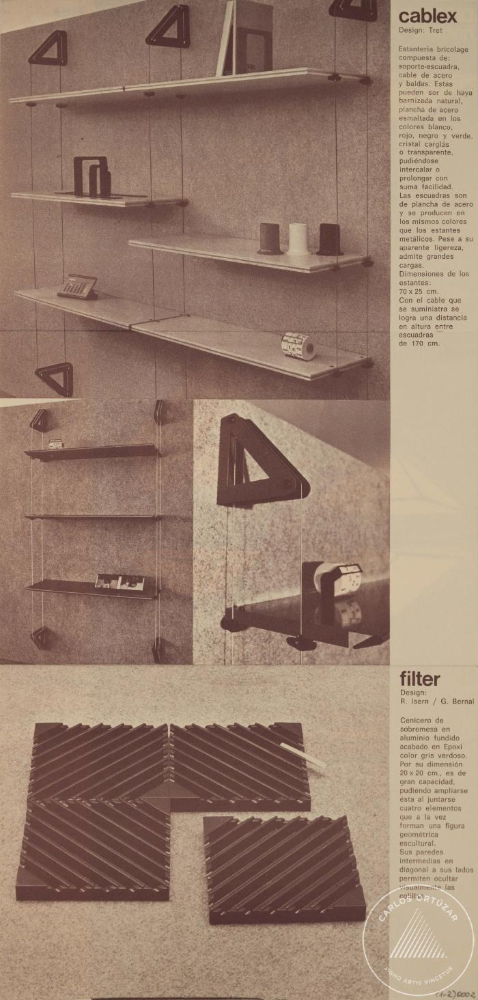 cablex
Design: Tret
Estantería bricolage
compuesta de:
soporte-escuadra,
cable de acero
y baldas. Estas
pueden ser de haya
barnizada natural,
plancha de acero
esmaltada en los
colores blanco,
rojo, negro y verde,
cristal carglás
o transparente,
pudiéndose
intercalar o
prolongar con
suma facilidad.
Las escuadras son
de plancha de acero
y se producen en
los mismos colores
que los estantes
metálicos. Pese a su
aparente ligereza,
admite grandes
cargas.
Dimensiones de los
estantes:
70 x 25 cm.
Con el cable que
se suministra se
logra una distancia
en altura entre
escuadras
de 170 cm.
filter
Design:
R. Isern / G. Bernal
Cenicero de
sobremesa en
aluminio fundido
acabado en Epoxi
color gris verdoso.
Por su dimensión
20 x 20 cm., es de
gran capacidad,
pudiendo ampliarse
ésta al juntarse
cuatro elementos
que a la vez
forman una figura
geométrica
escultural.
Sus paredes
intermedias en
diagonal a sus lados
permiten ocultar
visualmente las
colillas.
CARLOS ORTÚZAR
SIGNO ARTIS VINCETUR
(1-2)0002